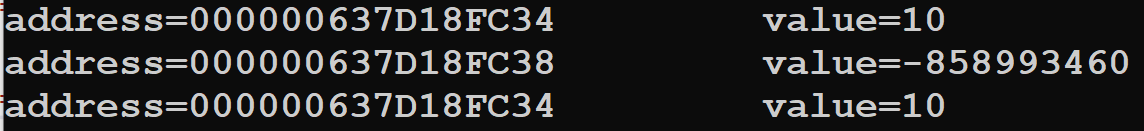 address=000000637D18FC34 value=10
address=000000637D18FC38 value=-858993460
address=000000637D18FC34 value=10